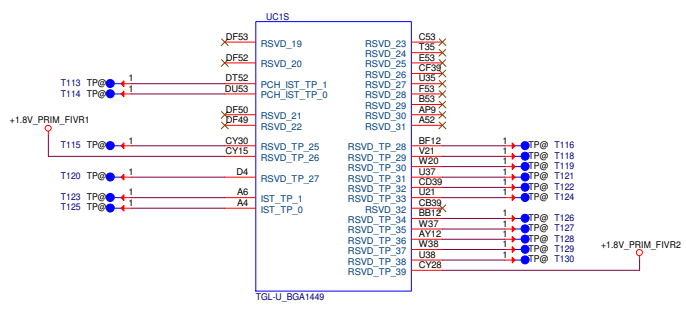 UC1S
DF53 RSVD_19 RSVD_23 C53
RSVD_24 T35
DF52 RSVD_20 RSVD_25 E53
RSVD_26 CF39
T113 TP@ 1 DT52 PCH_IST_TP_1 RSVD_27 U35
T114 TP@ 1 DU53 PCH_IST_TP_0 RSVD_28 F53
RSVD_29 B53
DF50 RSVD_21 RSVD_30 AP9
+1.8V_PRIM_FIVR1 DF49 RSVD_22 RSVD_31 A52
T115 TP@ 1 CY30 RSVD_TP_25 RSVD_TP_28 BF12 1 TP@ T116
CY15 RSVD_TP_26 RSVD_TP_29 V21 1 TP@ T118
RSVD_TP_30 W20 1 TP@ T119
T120 TP@ 1 D4 RSVD_TP_27 RSVD_TP_31 U37 1 TP@ T121
RSVD_TP_32 CD39 1 TP@ T122
T123 TP@ 1 A6 IST_TP_1 RSVD_TP_33 U21 1 TP@ T124
T125 TP@ 1 A4 IST_TP_0 RSVD_32 CB39
RSVD_TP_34 BB12 1 TP@ T126
RSVD_TP_35 W37 1 TP@ T127
RSVD_TP_36 AY12 1 TP@ T128
RSVD_TP_37 W38 1 TP@ T129
RSVD_TP_38 U38 1 TP@ T130
RSVD_TP_39 CY28 +1.8V_PRIM_FIVR2
TGL-U_BGA1449